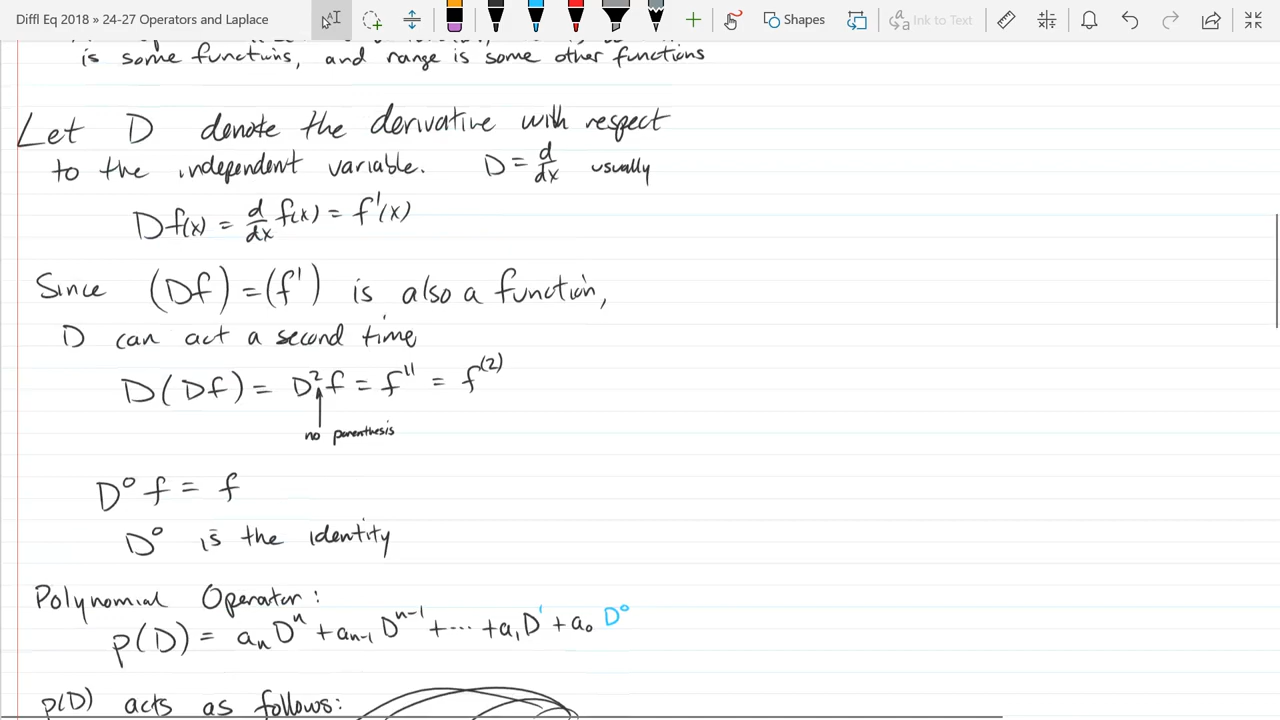 Diffl Eq 2018 » 24-27 Operators and Laplace
Shapes
Ink to Text
is some functions, and range is some other functions
Let D denote the derivative with respect
to the independent variable. D = d/dx usually
Df(x) = d/dx f(x) = f'(x)
Since (Df) = (f') is also a function,
D can act a second time
D(Df) = D²f = f'' = f⁽²⁾
no parenthesis
D⁰f = f
D⁰ is the identity
Polynomial Operator:
p(D) = aₙDⁿ + aₙ₋₁Dⁿ⁻¹ + ⋯ + a₁D¹ + a₀D⁰
p(D) acts as follows: